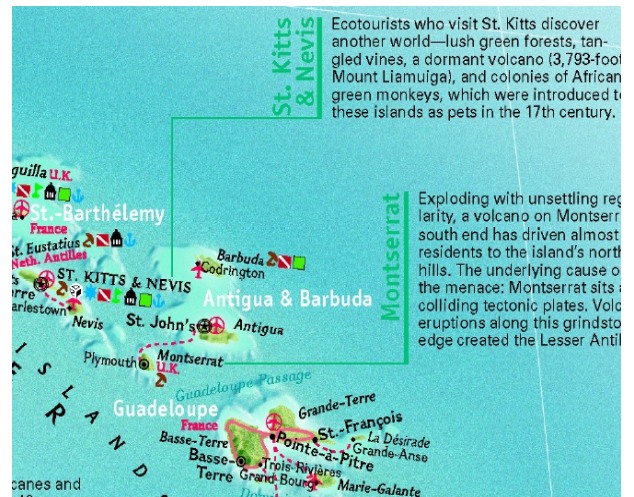 St. Kitts
& Nevis
Ecotourists who visit St. Kitts discover
another world—lush green forests, tan-
gled vines, a dormant volcano (3,793-foot
Mount Liamuiga), and colonies of African
green monkeys, which were introduced to
these islands as pets in the 17th century.
guilla U.K.
St.-Barthélemy
France
St. Eustatius
Neth. Antilles
ST. KITTS & NEVIS
Nevis
Barbuda
Codrington
Antigua & Barbuda
St. John's
Antigua
Montserrat
Exploding with unsettling reg
larity, a volcano on Montserr
south end has driven almost
residents to the island's north
hills. The underlying cause o
the menace: Montserrat sits a
colliding tectonic plates. Volc
eruptions along this grindsto
edge created the Lesser Antil
Plymouth
Montserrat
U.K.
Guadeloupe Passage
Guadeloupe
France
Grande-Terre
St.-François
La Désirade
Grande-Anse
Pointe-à-Pitre
Basse-Terre
Basse-
Terre
Trois-Rivières
Grand-Bourg
Marie-Galante
ISLANDS
canes and